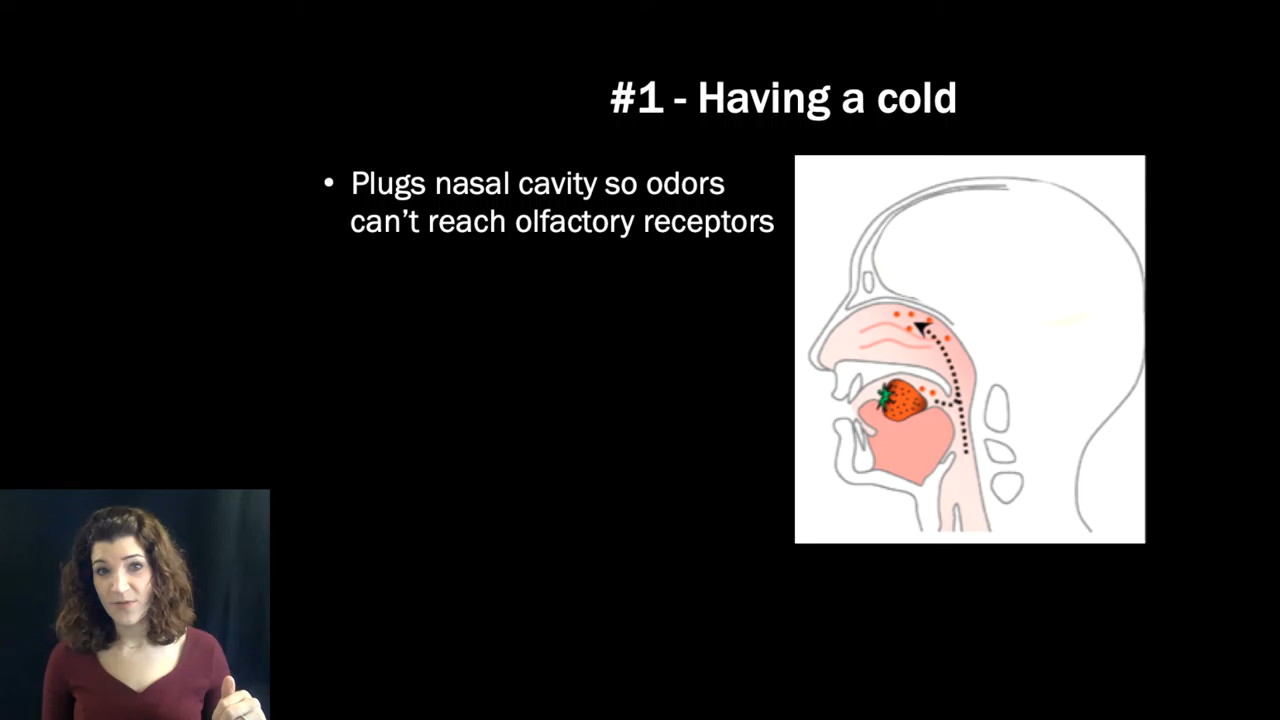 #1 - Having a cold
• Plugs nasal cavity so odors
can’t reach olfactory receptors